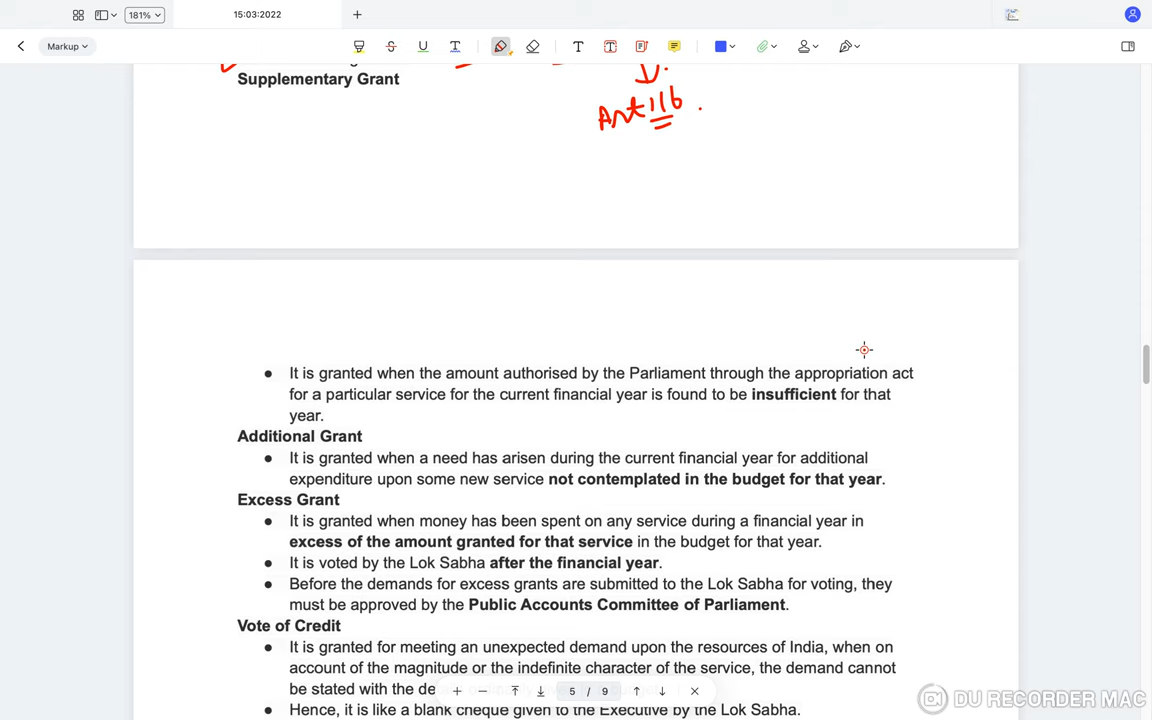 181%
15:03:2022
Markup
Supplementary Grant
Art 116
It is granted when the amount authorised by the Parliament through the appropriation act
for a particular service for the current financial year is found to be insufficient for that
year.
Additional Grant
It is granted when a need has arisen during the current financial year for additional
expenditure upon some new service not contemplated in the budget for that year.
Excess Grant
It is granted when money has been spent on any service during a financial year in
excess of the amount granted for that service in the budget for that year.
It is voted by the Lok Sabha after the financial year.
Before the demands for excess grants are submitted to the Lok Sabha for voting, they
must be approved by the Public Accounts Committee of Parliament.
Vote of Credit
It is granted for meeting an unexpected demand upon the resources of India, when on
account of the magnitude or the indefinite character of the service, the demand cannot
be stated with the
5 / 9
Hence, it is like a blank cheque given to the Executive by the Lok Sabha.
DU RECORDER MAC